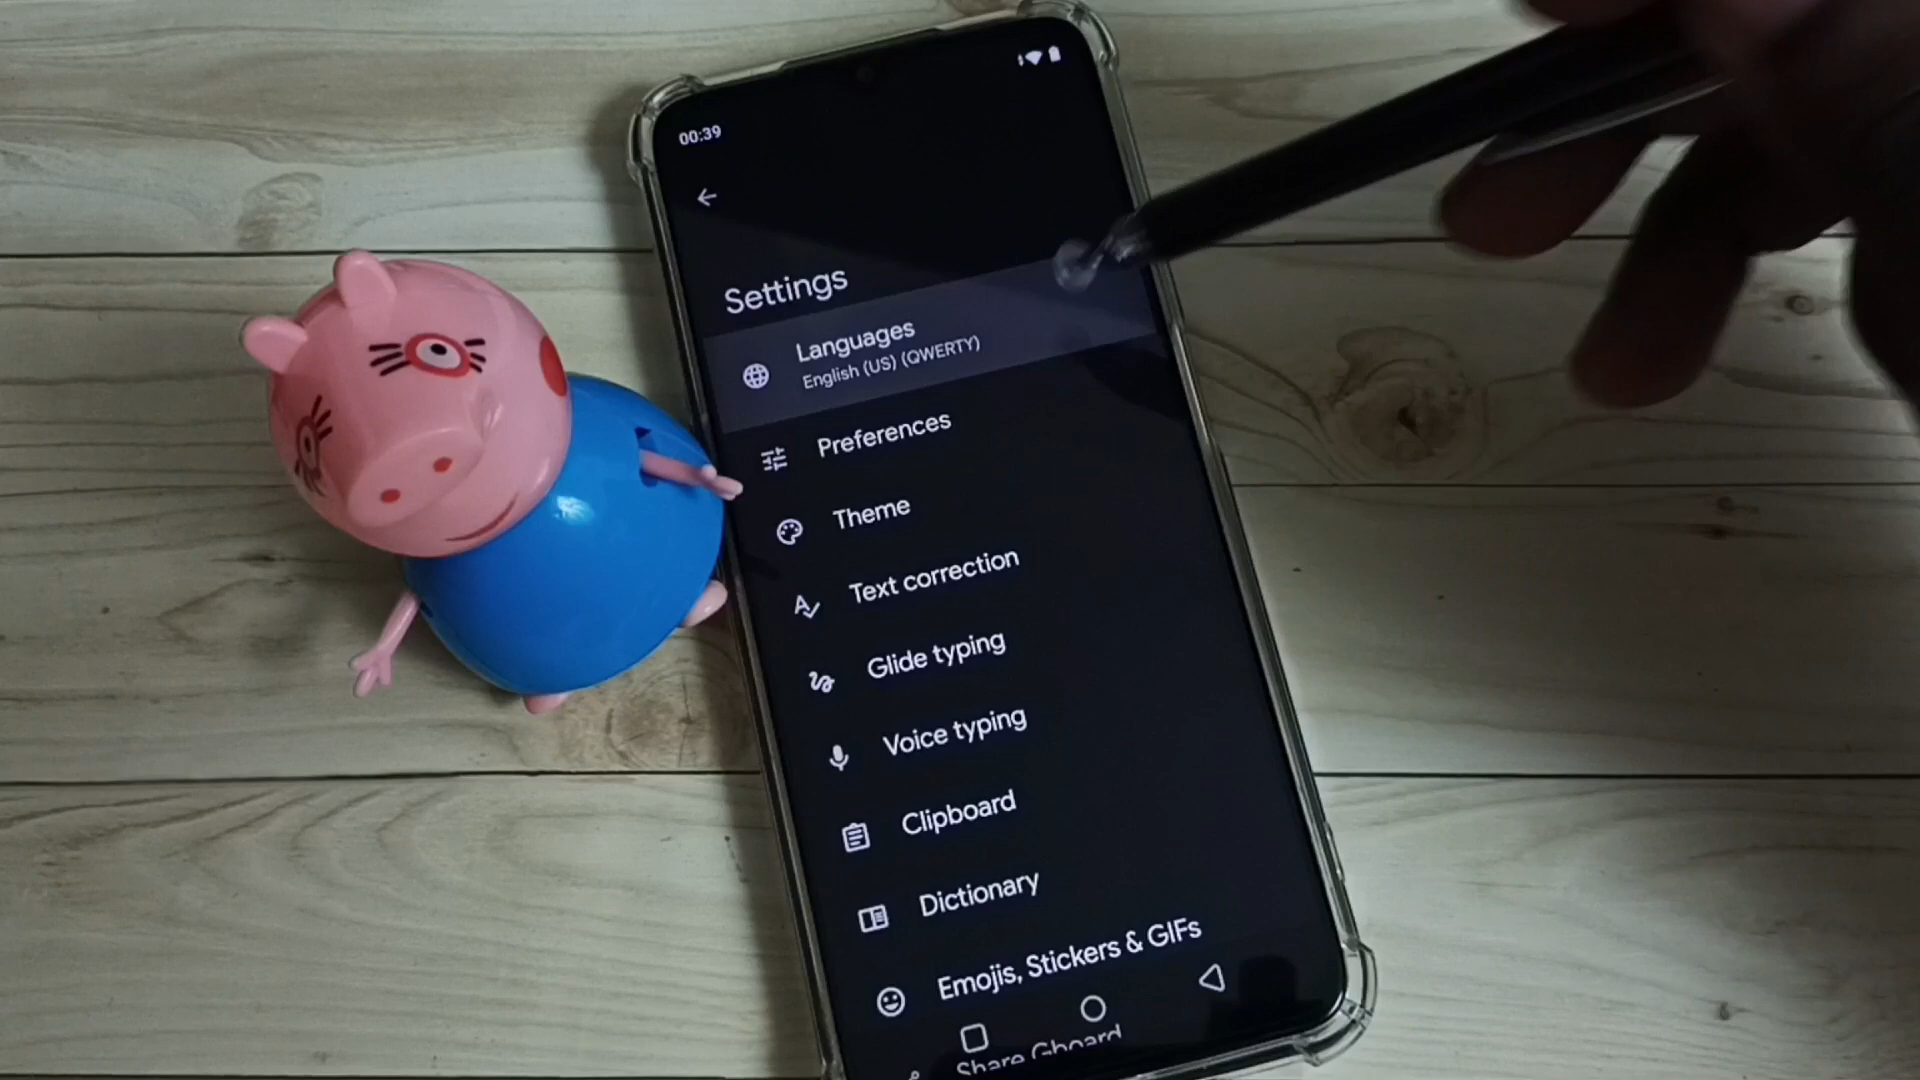 00:39
Settings
Languages
English (US) (QWERTY)
Preferences
Theme
Text correction
Glide typing
Voice typing
Clipboard
Dictionary
Emojis, Stickers & GIFs
Share Gboard